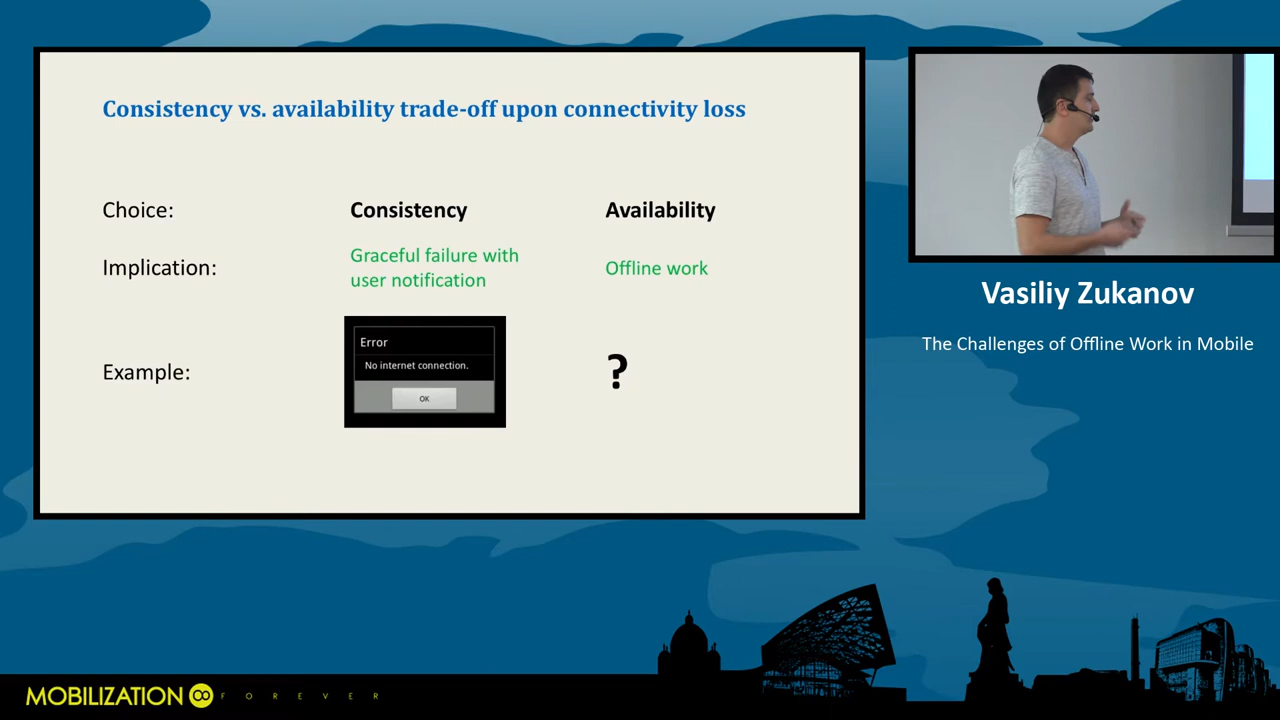 Consistency vs. availability trade-off upon connectivity loss
Choice:
Consistency
Availability
Implication:
Graceful failure with
user notification
Offline work
Example:
Error
No internet connection.
OK
?
Vasiliy Zukanov
The Challenges of Offline Work in Mobile
MOBILIZATION
FOREVER